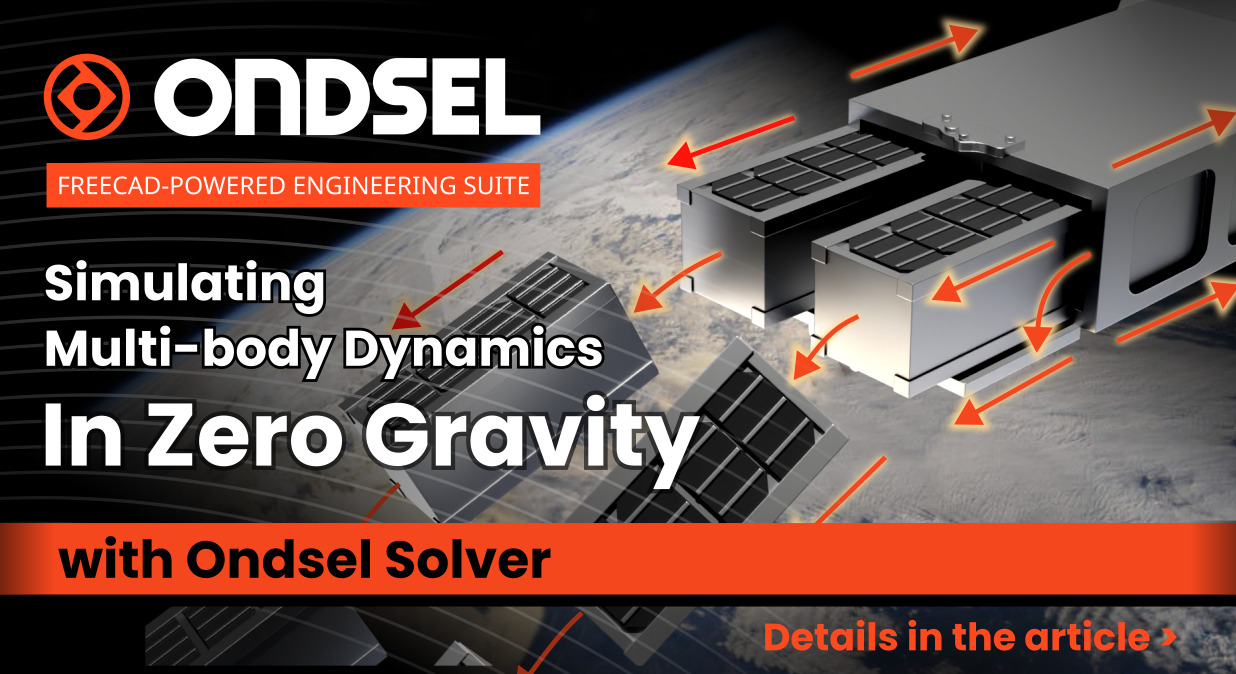 ONDSEL
FREECAD-POWERED ENGINEERING SUITE
Simulating
Multi-body Dynamics
In Zero Gravity
with Ondsel Solver
Details in the article >